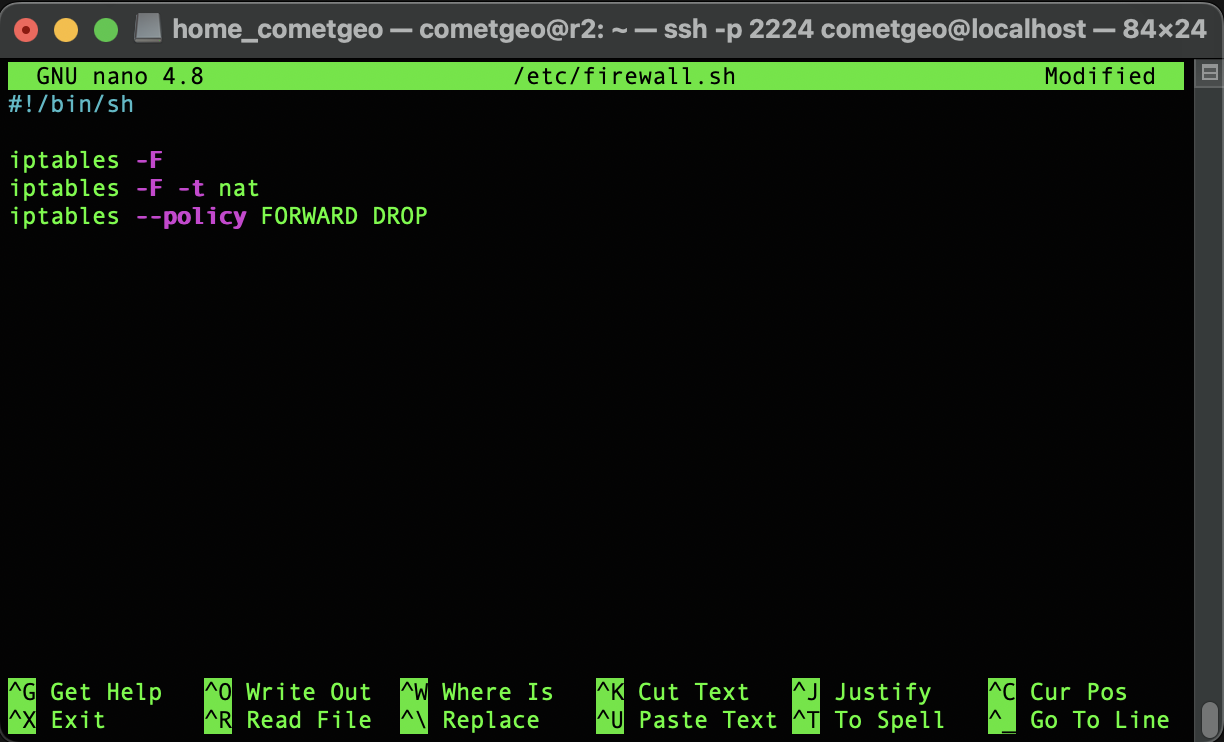 home_cometgeo — cometgeo@r2: ~ — ssh -p 2224 cometgeo@localhost — 84×24
GNU nano 4.8 /etc/firewall.sh Modified
#!/bin/sh
iptables -F
iptables -F -t nat
iptables --policy FORWARD DROP
^G Get Help ^O Write Out ^W Where Is ^K Cut Text ^J Justify ^C Cur Pos
^X Exit ^R Read File ^\ Replace ^U Paste Text ^T To Spell ^_ Go To Line